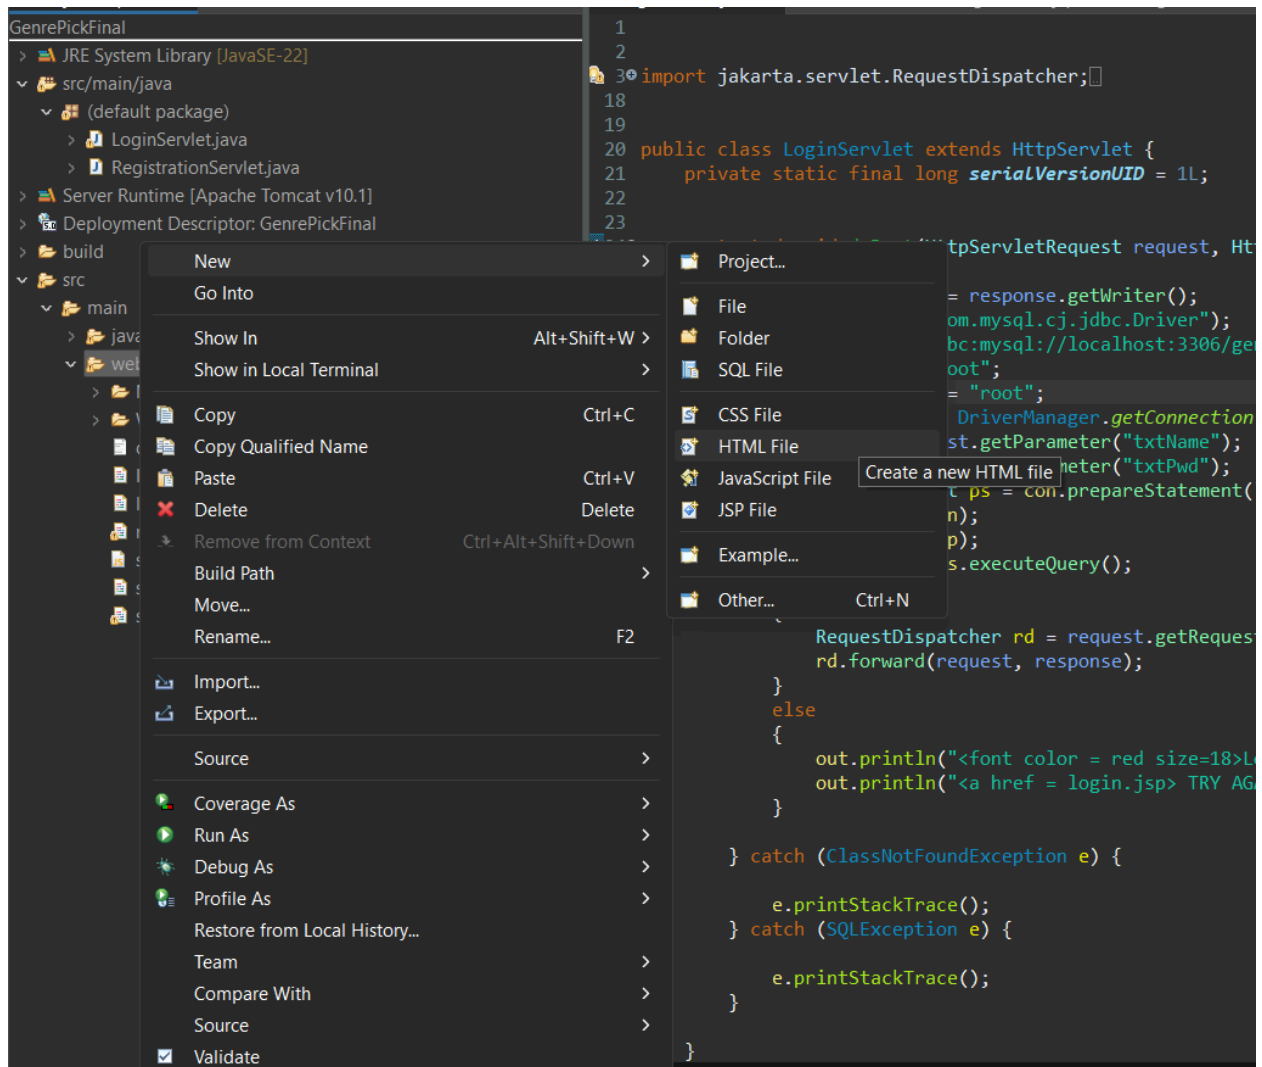 GenrePickFinal
JRE System Library [JavaSE-22]
src/main/java
(default package)
LoginServlet.java
RegistrationServlet.java
Server Runtime [Apache Tomcat v10.1]
Deployment Descriptor: GenrePickFinal
build
src
main
java
web
New
Go Into
Show In Alt+Shift+W
Show in Local Terminal
Copy Ctrl+C
Copy Qualified Name
Paste Ctrl+V
Delete Delete
Remove from Context Ctrl+Alt+Shift+Down
Build Path
Move...
Rename... F2
Import...
Export...
Source
Coverage As
Run As
Debug As
Profile As
Restore from Local History...
Team
Compare With
Source
Validate
Project...
File
Folder
SQL File
CSS File
HTML File
JavaScript File
JSP File
Example...
Other... Ctrl+N
Create a new HTML file
1
2
3 import jakarta.servlet.RequestDispatcher;
18
19
20 public class LoginServlet extends HttpServlet {
21 private static final long serialVersionUID = 1L;
22
23
tpServletRequest request, Ht
= response.getWriter();
om.mysql.cj.jdbc.Driver");
bc:mysql://localhost:3306/ge
oot";
= "root";
DriverManager.getConnection
st.getParameter("txtName");
meter("txtPwd");
t ps = con.prepareStatement(
n);
p);
s.executeQuery();
{
RequestDispatcher rd = request.getReques
rd.forward(request, response);
}
else
{
out.println("<font color = red size=18>L
out.println("<a href = login.jsp> TRY AGA
}
} catch (ClassNotFoundException e) {
e.printStackTrace();
} catch (SQLException e) {
e.printStackTrace();
}
}